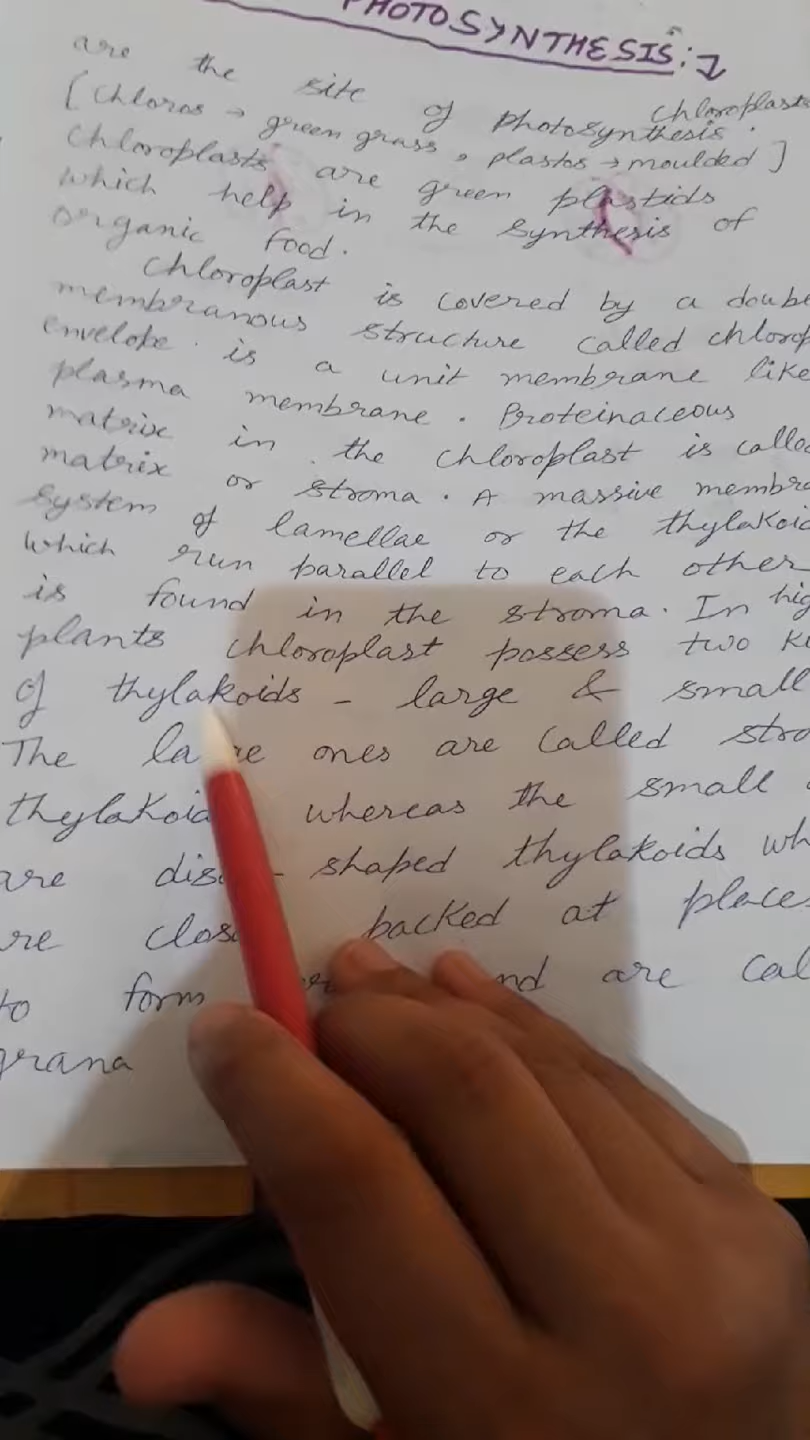 PHOTOSYNTHESIS:
chloroplasts
are the site of photosynthesis.
[Chloros → green grass, plastos → moulded]
Chloroplasts are green plastids
which help in the synthesis of
organic food.
Chloroplast is covered by a double
membranous structure called chlorop
envelope. is a unit membrane like
plasma membrane. Proteinaceous
matrix in the chloroplast is called
matrix or stroma. A massive membra
system of lamellae or the thylakoid
which run parallel to each other
is found in the stroma. In hig
plants chloroplast possess two Ki
of thylakoids - large & small
The la ones are called stro
thylakoid whereas the small
are disc - shaped thylakoids wh
are clos packed at places
to form and are cal
grana